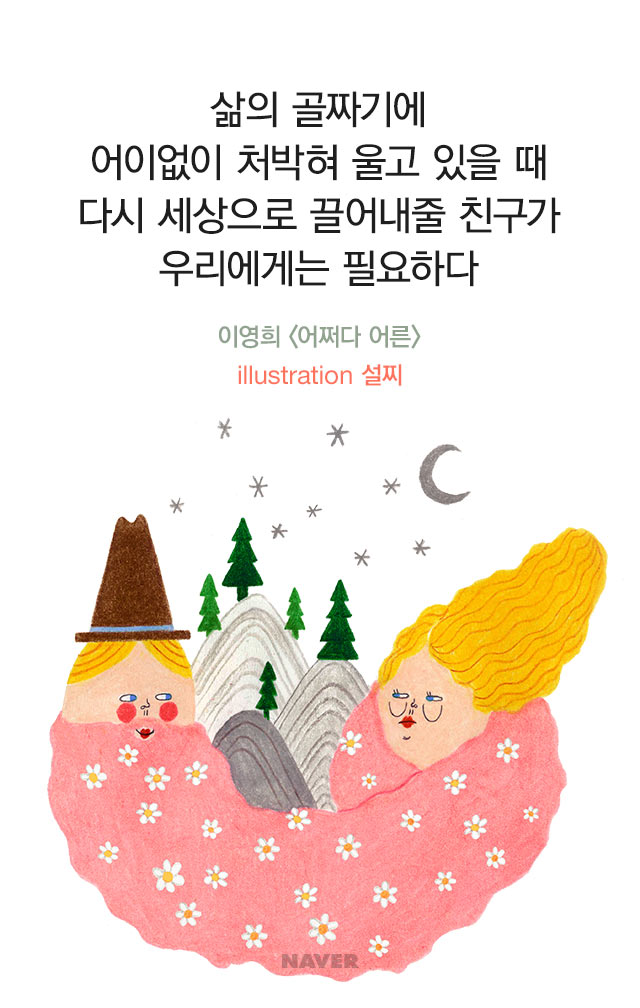 삶의 골짜기에
어이없이 처박혀 울고 있을 때
다시 세상으로 끌어내줄 친구가
우리에게는 필요하다
이영희 〈어쩌다 어른〉
illustration 설찌
NAVER